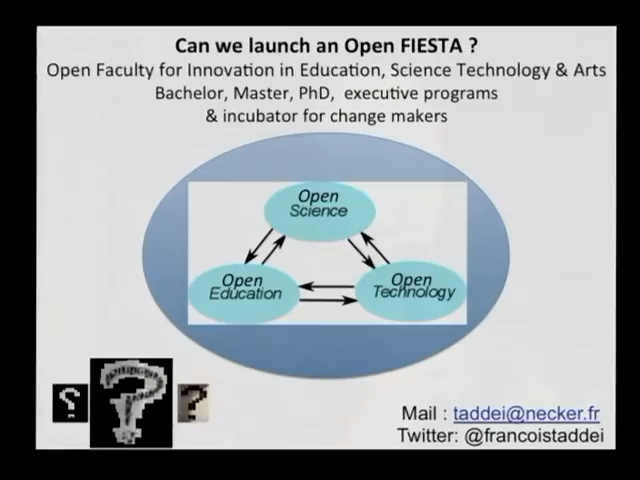 Can we launch an Open FIESTA ?
Open Faculty for Innovation in Education, Science Technology & Arts
Bachelor, Master, PhD, executive programs
& incubator for change makers
Open
Science
Open
Education
Open
Technology
Mail : taddei@necker.fr
Twitter: @francoistaddei